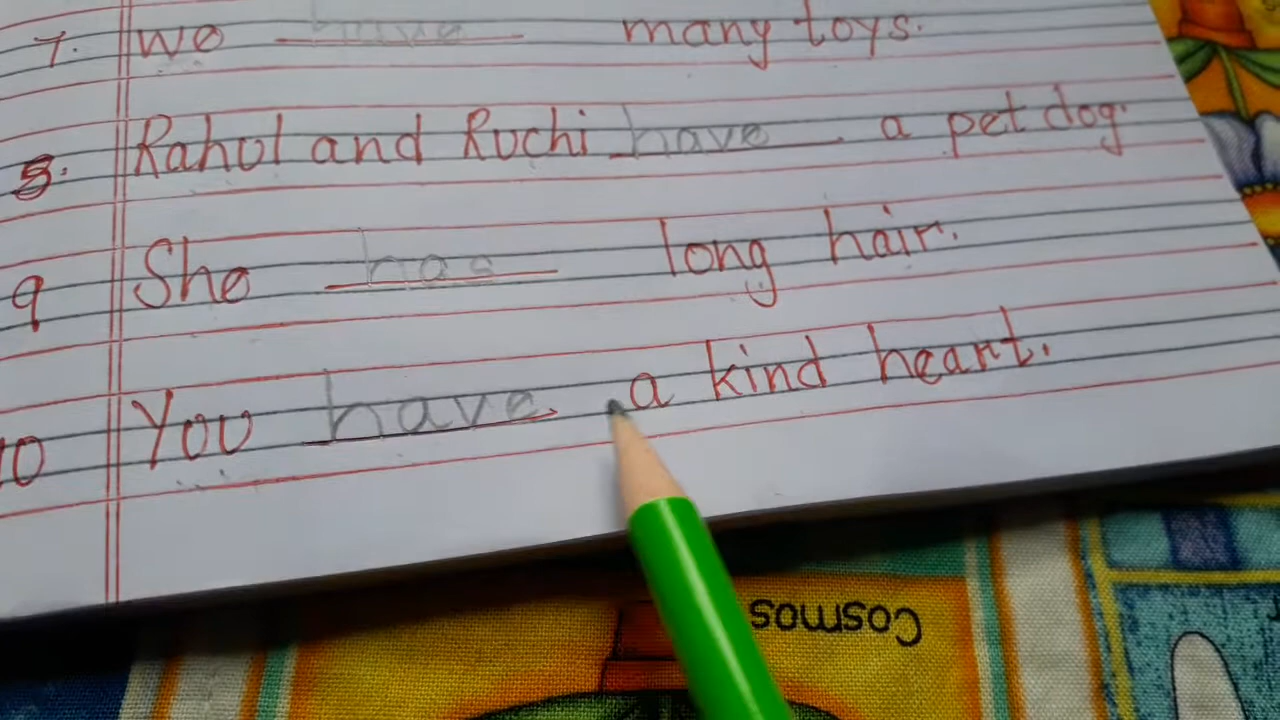 7. We have many toys.
8. Rahul and Ruchi have a pet dog.
9 She has long hair.
10 You have a kind heart.
Cosmos